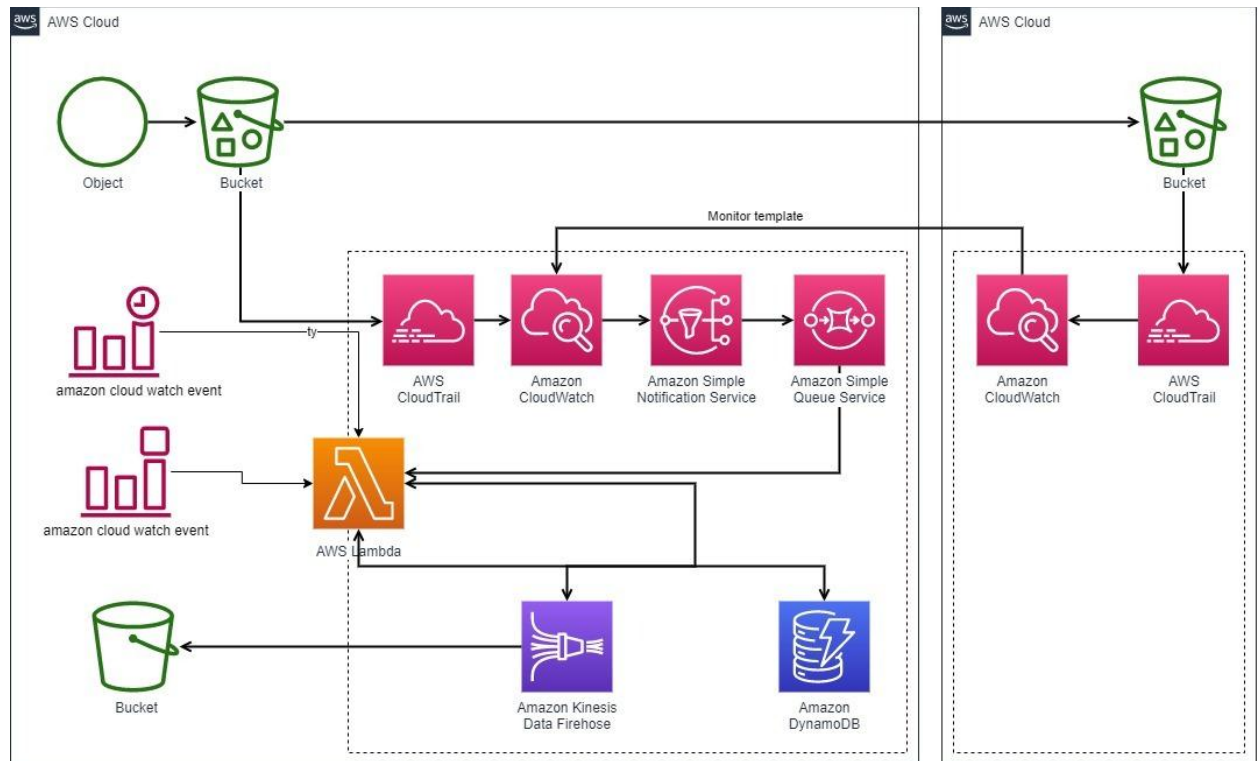 aws
AWS Cloud
aws
AWS Cloud
Object
Bucket
Bucket
Monitor template
ty
amazon cloud watch event
AWS
CloudTrail
Amazon
CloudWatch
Amazon Simple
Notification Service
Amazon Simple
Queue Service
Amazon
CloudWatch
AWS
CloudTrail
amazon cloud watch event
AWS Lambda
Bucket
Amazon Kinesis
Data Firehose
Amazon
DynamoDB